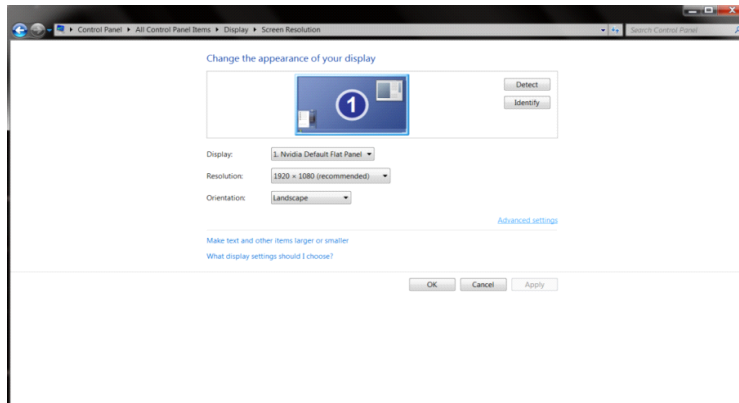 Control Panel ▸ All Control Panel Items ▸ Display ▸ Screen Resolution
Search Control Panel
Change the appearance of your display
1
Detect
Identify
Display:
1. Nvidia Default Flat Panel
Resolution:
1920 × 1080 (recommended)
Orientation:
Landscape
Advanced settings
Make text and other items larger or smaller
What display settings should I choose?
OK
Cancel
Apply